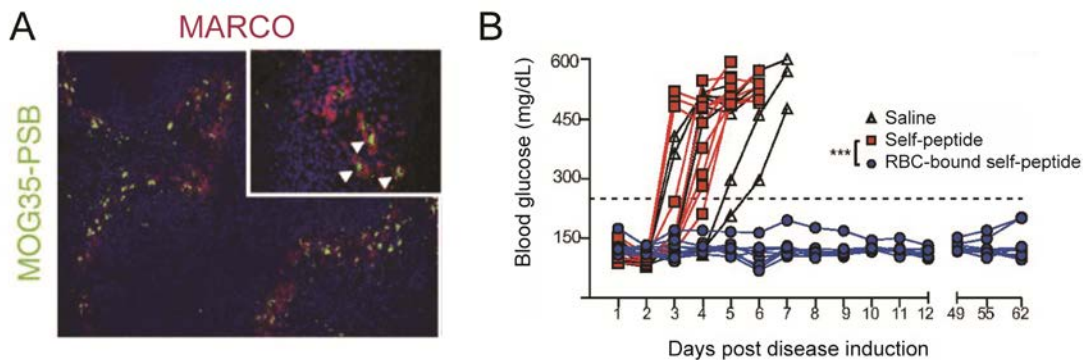 A
MARCO
MOG35-PSB
B
Blood glucose (mg/dL)
600
450
300
150
Saline
Self-peptide
RBC-bound self-peptide
***
1 2 3 4 5 6 7 8 9 10 11 12 49 55 62
Days post disease induction